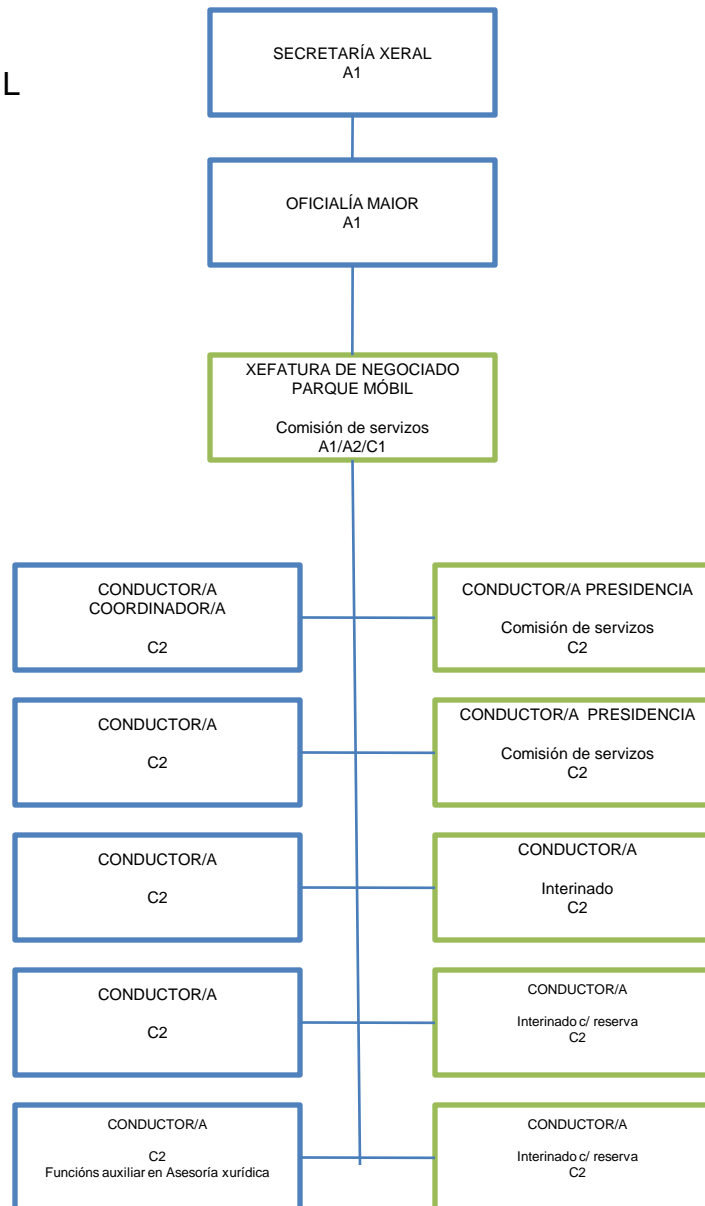 SECRETARÍA XERAL
A1
L
OFICIALÍA MAIOR
A1
XEFATURA DE NEGOCIADO
PARQUE MÓBIL
Comisión de servizos
A1/A2/C1
CONDUCTOR/A
COORDINADOR/A
C2
CONDUCTOR/A PRESIDENCIA
Comisión de servizos
C2
CONDUCTOR/A
C2
CONDUCTOR/A PRESIDENCIA
Comisión de servizos
C2
CONDUCTOR/A
C2
CONDUCTOR/A
Interinado
C2
CONDUCTOR/A
C2
CONDUCTOR/A
Interinado c/ reserva
C2
CONDUCTOR/A
C2
Funcións auxiliar en Asesoría xurídica
CONDUCTOR/A
Interinado c/ reserva
C2